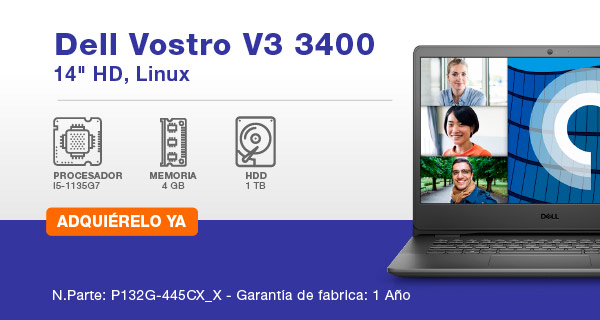 Dell Vostro V3 3400
14" HD, Linux
PROCESADOR
I5-1135G7
MEMORIA
4 GB
HDD
1 TB
ADQUIÉRELO YA
DELL
N.Parte: P132G-445CX_X - Garantía de fabrica: 1 Año